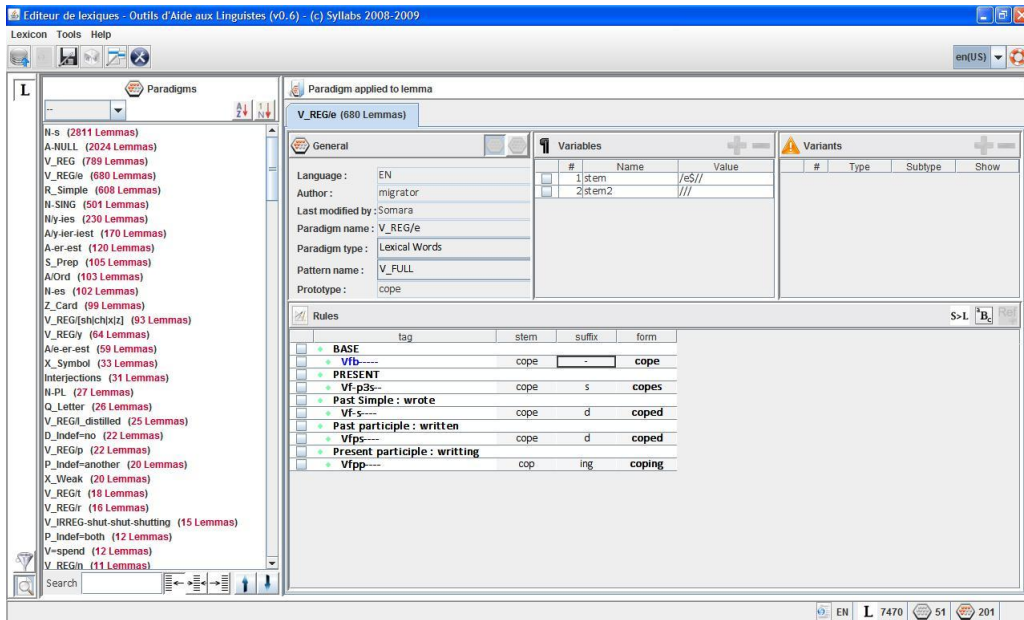 Editeur de lexiques - Outils d'Aide aux Linguistes (v0.6) - (c) Syllabs 2008-2009
Lexicon Tools Help
en(US)
L
Paradigms
--
N-s (2811 Lemmas)
A-NULL (2024 Lemmas)
V_REG (789 Lemmas)
V_REG/e (680 Lemmas)
R_Simple (608 Lemmas)
N-SING (501 Lemmas)
N/y-ies (230 Lemmas)
A/y-ier-iest (170 Lemmas)
A-er-est (120 Lemmas)
S_Prep (105 Lemmas)
A/Ord (103 Lemmas)
N-es (102 Lemmas)
Z_Card (99 Lemmas)
V_REG/[sh|ch|x|z] (93 Lemmas)
V_REG/y (64 Lemmas)
A/e-er-est (59 Lemmas)
X_Symbol (33 Lemmas)
Interjections (31 Lemmas)
N-PL (27 Lemmas)
Q_Letter (26 Lemmas)
V_REG/l_distilled (25 Lemmas)
D_Indef=no (22 Lemmas)
V_REG/p (22 Lemmas)
P_Indef=another (20 Lemmas)
X_Weak (20 Lemmas)
V_REG/t (18 Lemmas)
V_REG/r (16 Lemmas)
V_IRREG-shut-shut-shutting (15 Lemmas)
P_Indef=both (12 Lemmas)
V=spend (12 Lemmas)
V_REG/n (11 Lemmas)
Search
Paradigm applied to lemma
V_REG/e (680 Lemmas)
General
Language : EN
Author : migrator
Last modified by : Somara
Paradigm name : V_REG/e
Paradigm type : Lexical Words
Pattern name : V_FULL
Prototype : cope
Variables
# Name Value
1 stem /e$//
2 stem2 ///
Variants
# Type Subtype Show
Rules
S>L
Ref
tag stem suffix form
BASE
Vfb----- cope - cope
PRESENT
Vf-p3s-- cope s copes
Past Simple : wrote
Vf-s---- cope d coped
Past participle : written
Vfps---- cope d coped
Present participle : writting
Vfpp---- cop ing coping
EN L 7470 51 201